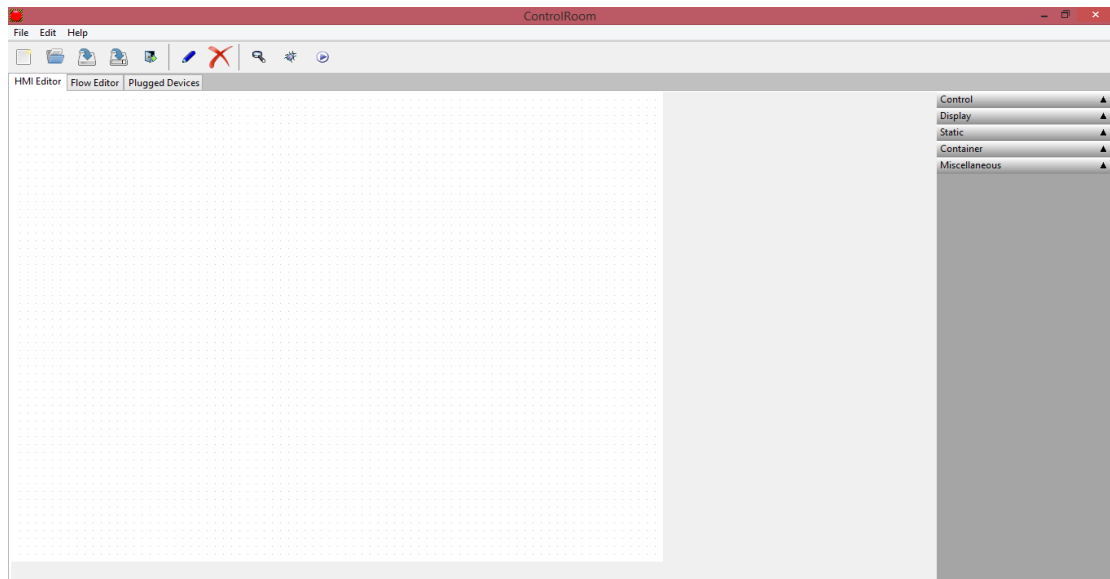 ControlRoom
File Edit Help
HMI Editor Flow Editor Plugged Devices
Control
Display
Static
Container
Miscellaneous